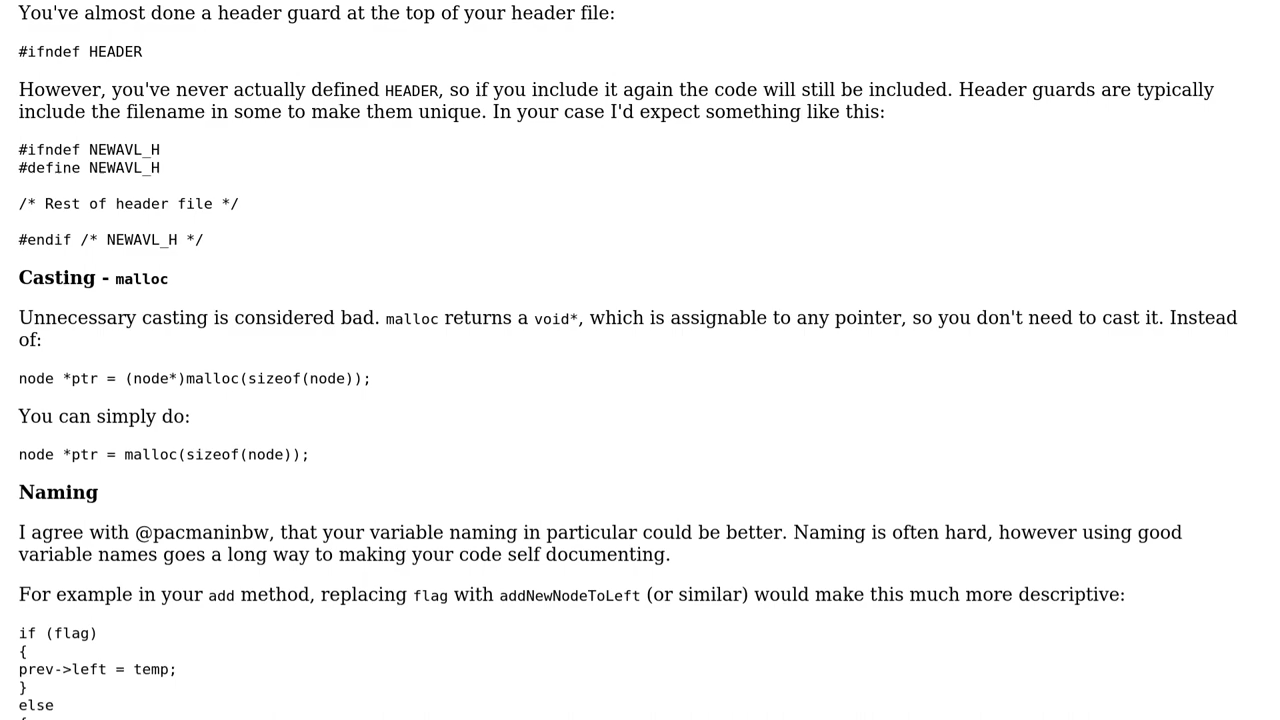 You've almost done a header guard at the top of your header file:
#ifndef HEADER
However, you've never actually defined HEADER, so if you include it again the code will still be included. Header guards are typically
include the filename in some to make them unique. In your case I'd expect something like this:
#ifndef NEWAVL_H
#define NEWAVL_H
/* Rest of header file */
#endif /* NEWAVL_H */
Casting - malloc
Unnecessary casting is considered bad. malloc returns a void*, which is assignable to any pointer, so you don't need to cast it. Instead
of:
node *ptr = (node*)malloc(sizeof(node));
You can simply do:
node *ptr = malloc(sizeof(node));
Naming
I agree with @pacmaninbw, that your variable naming in particular could be better. Naming is often hard, however using good
variable names goes a long way to making your code self documenting.
For example in your add method, replacing flag with addNewNodeToLeft (or similar) would make this much more descriptive:
if (flag)
{
prev->left = temp;
}
else